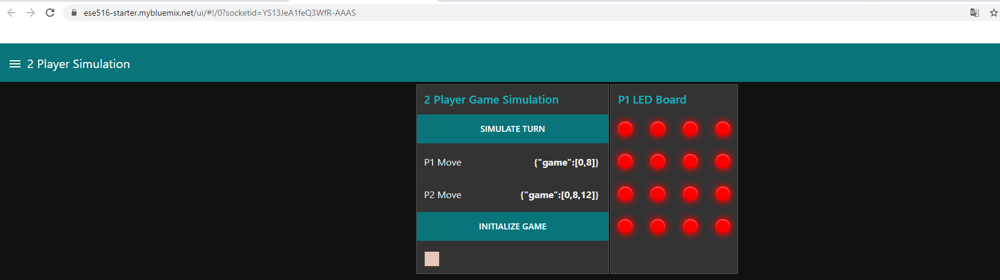 ese516-starter.mybluemix.net/ui/#!/0?socketid=YS13JeA1feQ3WfR-AAAS
2 Player Simulation
2 Player Game Simulation
SIMULATE TURN
P1 Move {"game":[0,8]}
P2 Move {"game":[0,8,12]}
INITIALIZE GAME
P1 LED Board